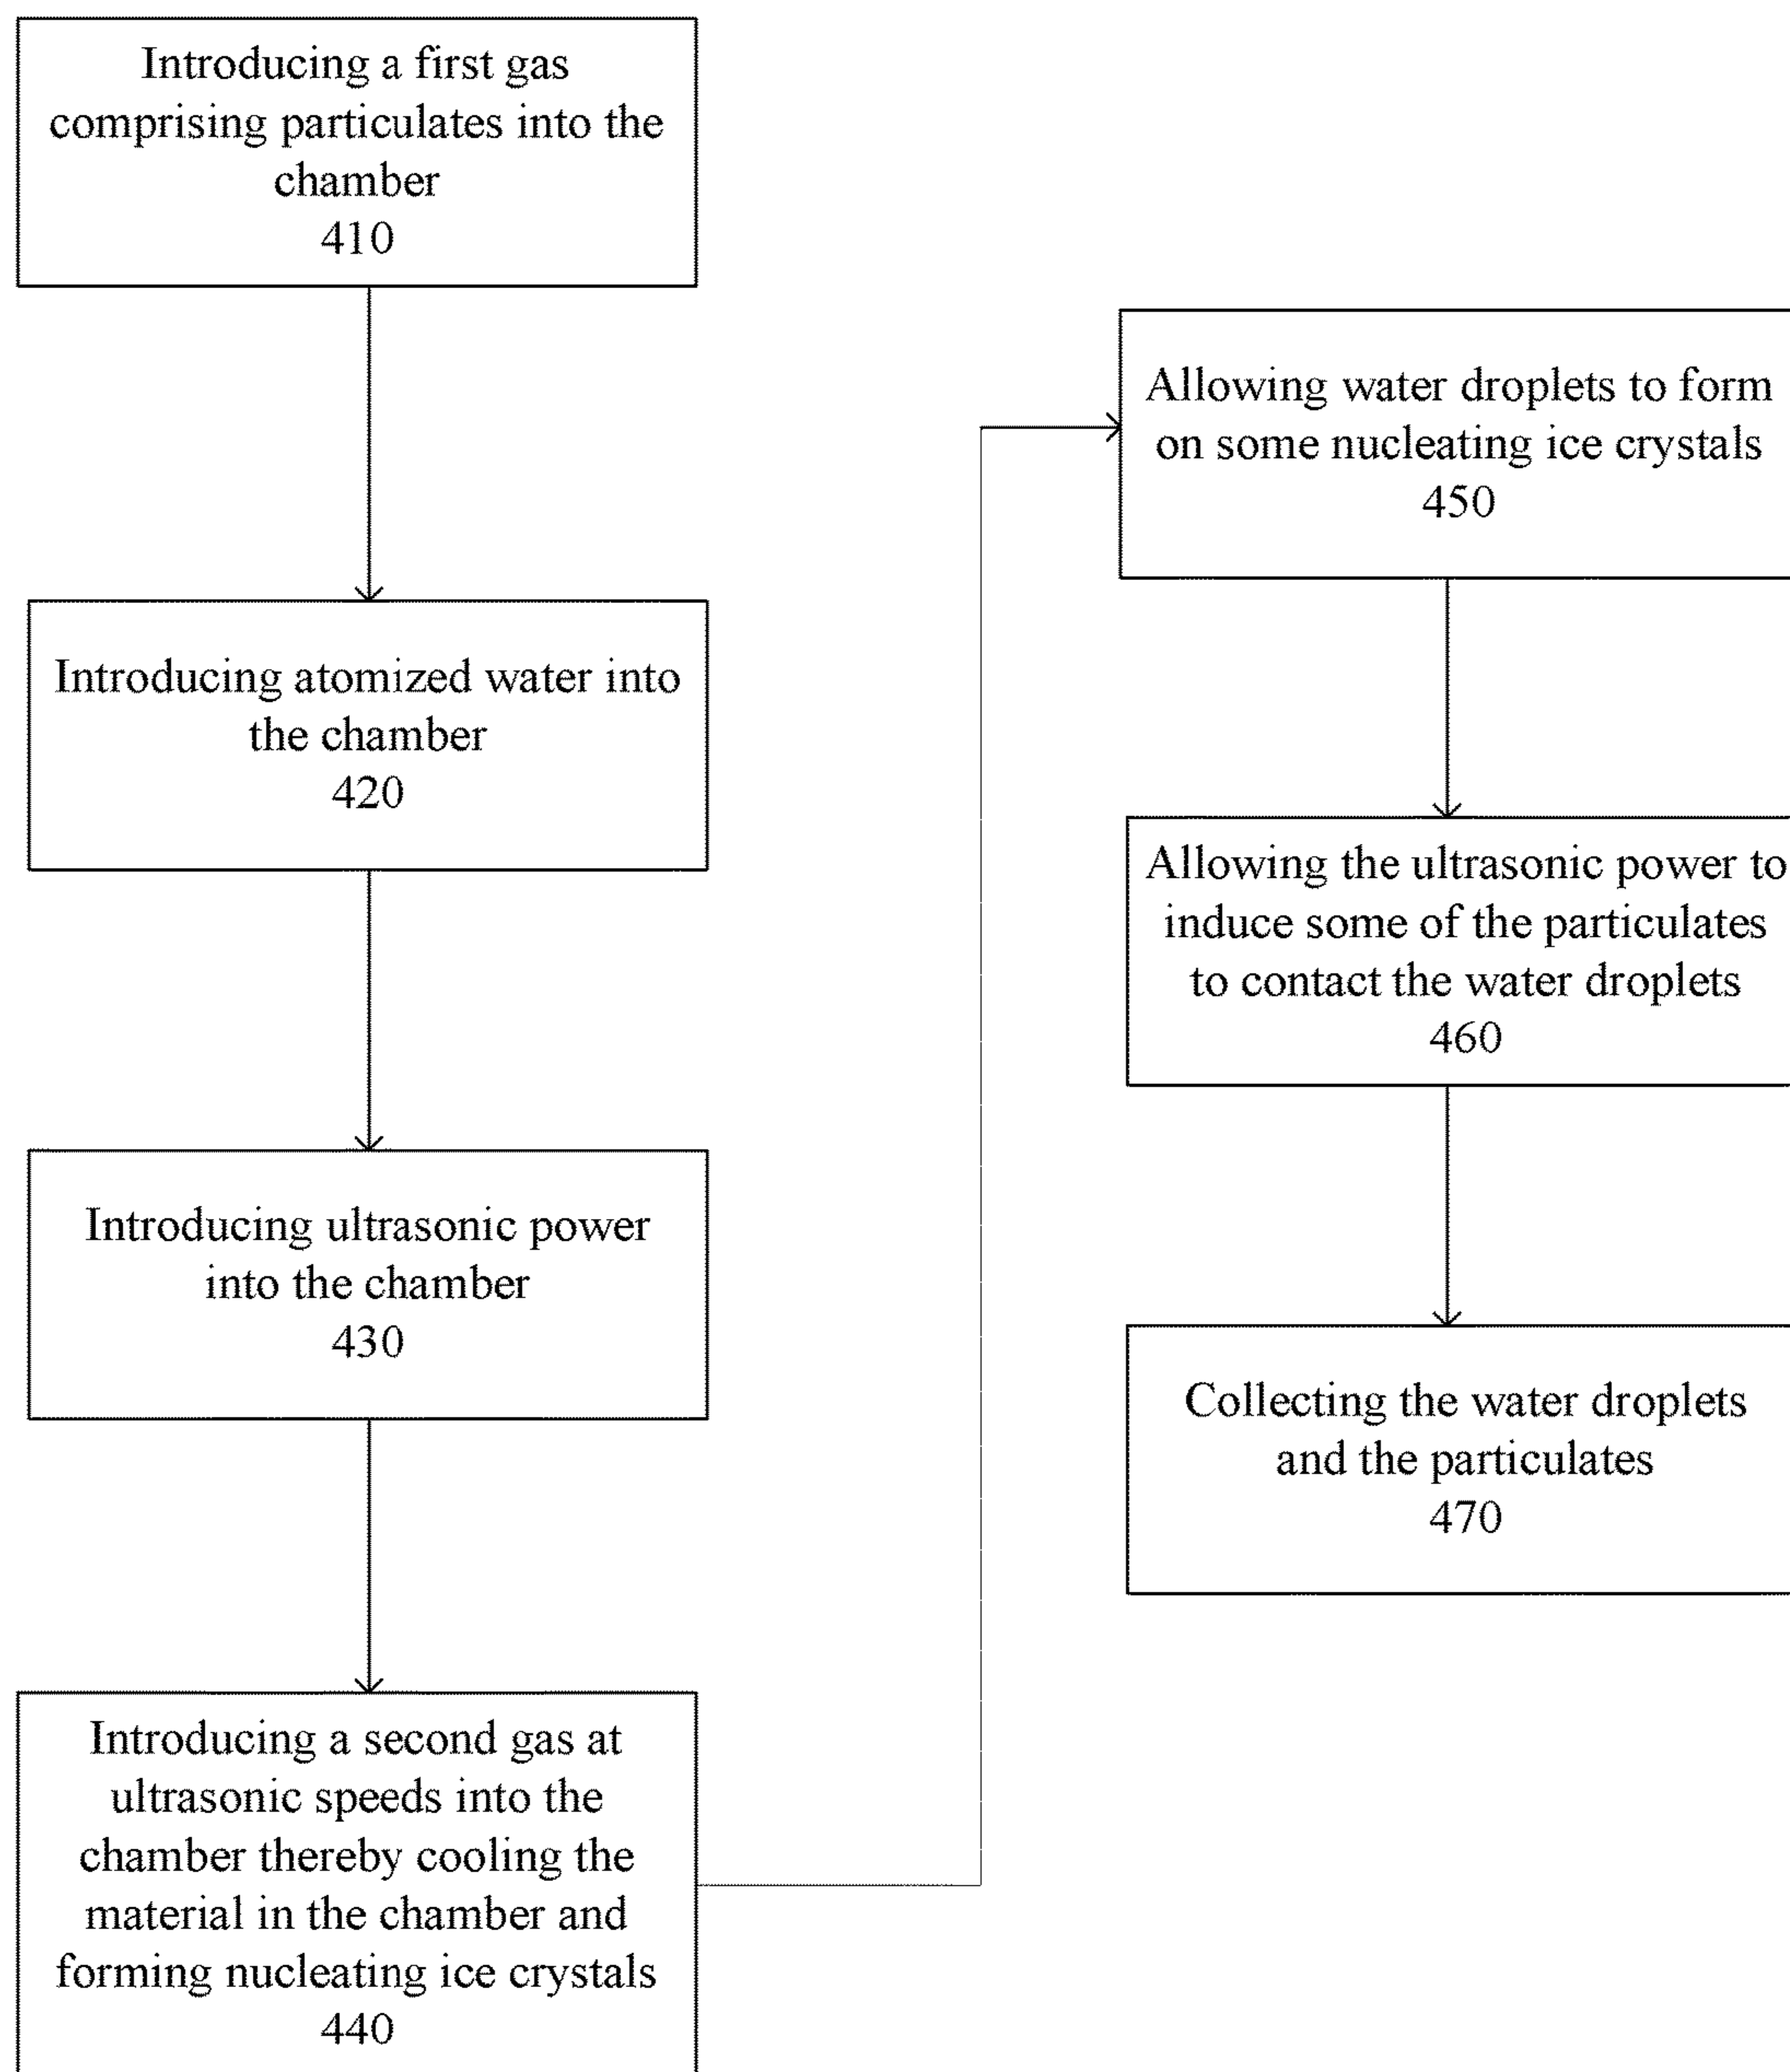 Introducing a first gas
comprising particulates into the
chamber
410
Introducing atomized water into
the chamber
420
Introducing ultrasonic power
into the chamber
430
Introducing a second gas at
ultrasonic speeds into the
chamber thereby cooling the
material in the chamber and
forming nucleating ice crystals
440
Allowing water droplets to form
on some nucleating ice crystals
450
Allowing the ultrasonic power to
induce some of the particulates
to contact the water droplets
460
Collecting the water droplets
and the particulates
470